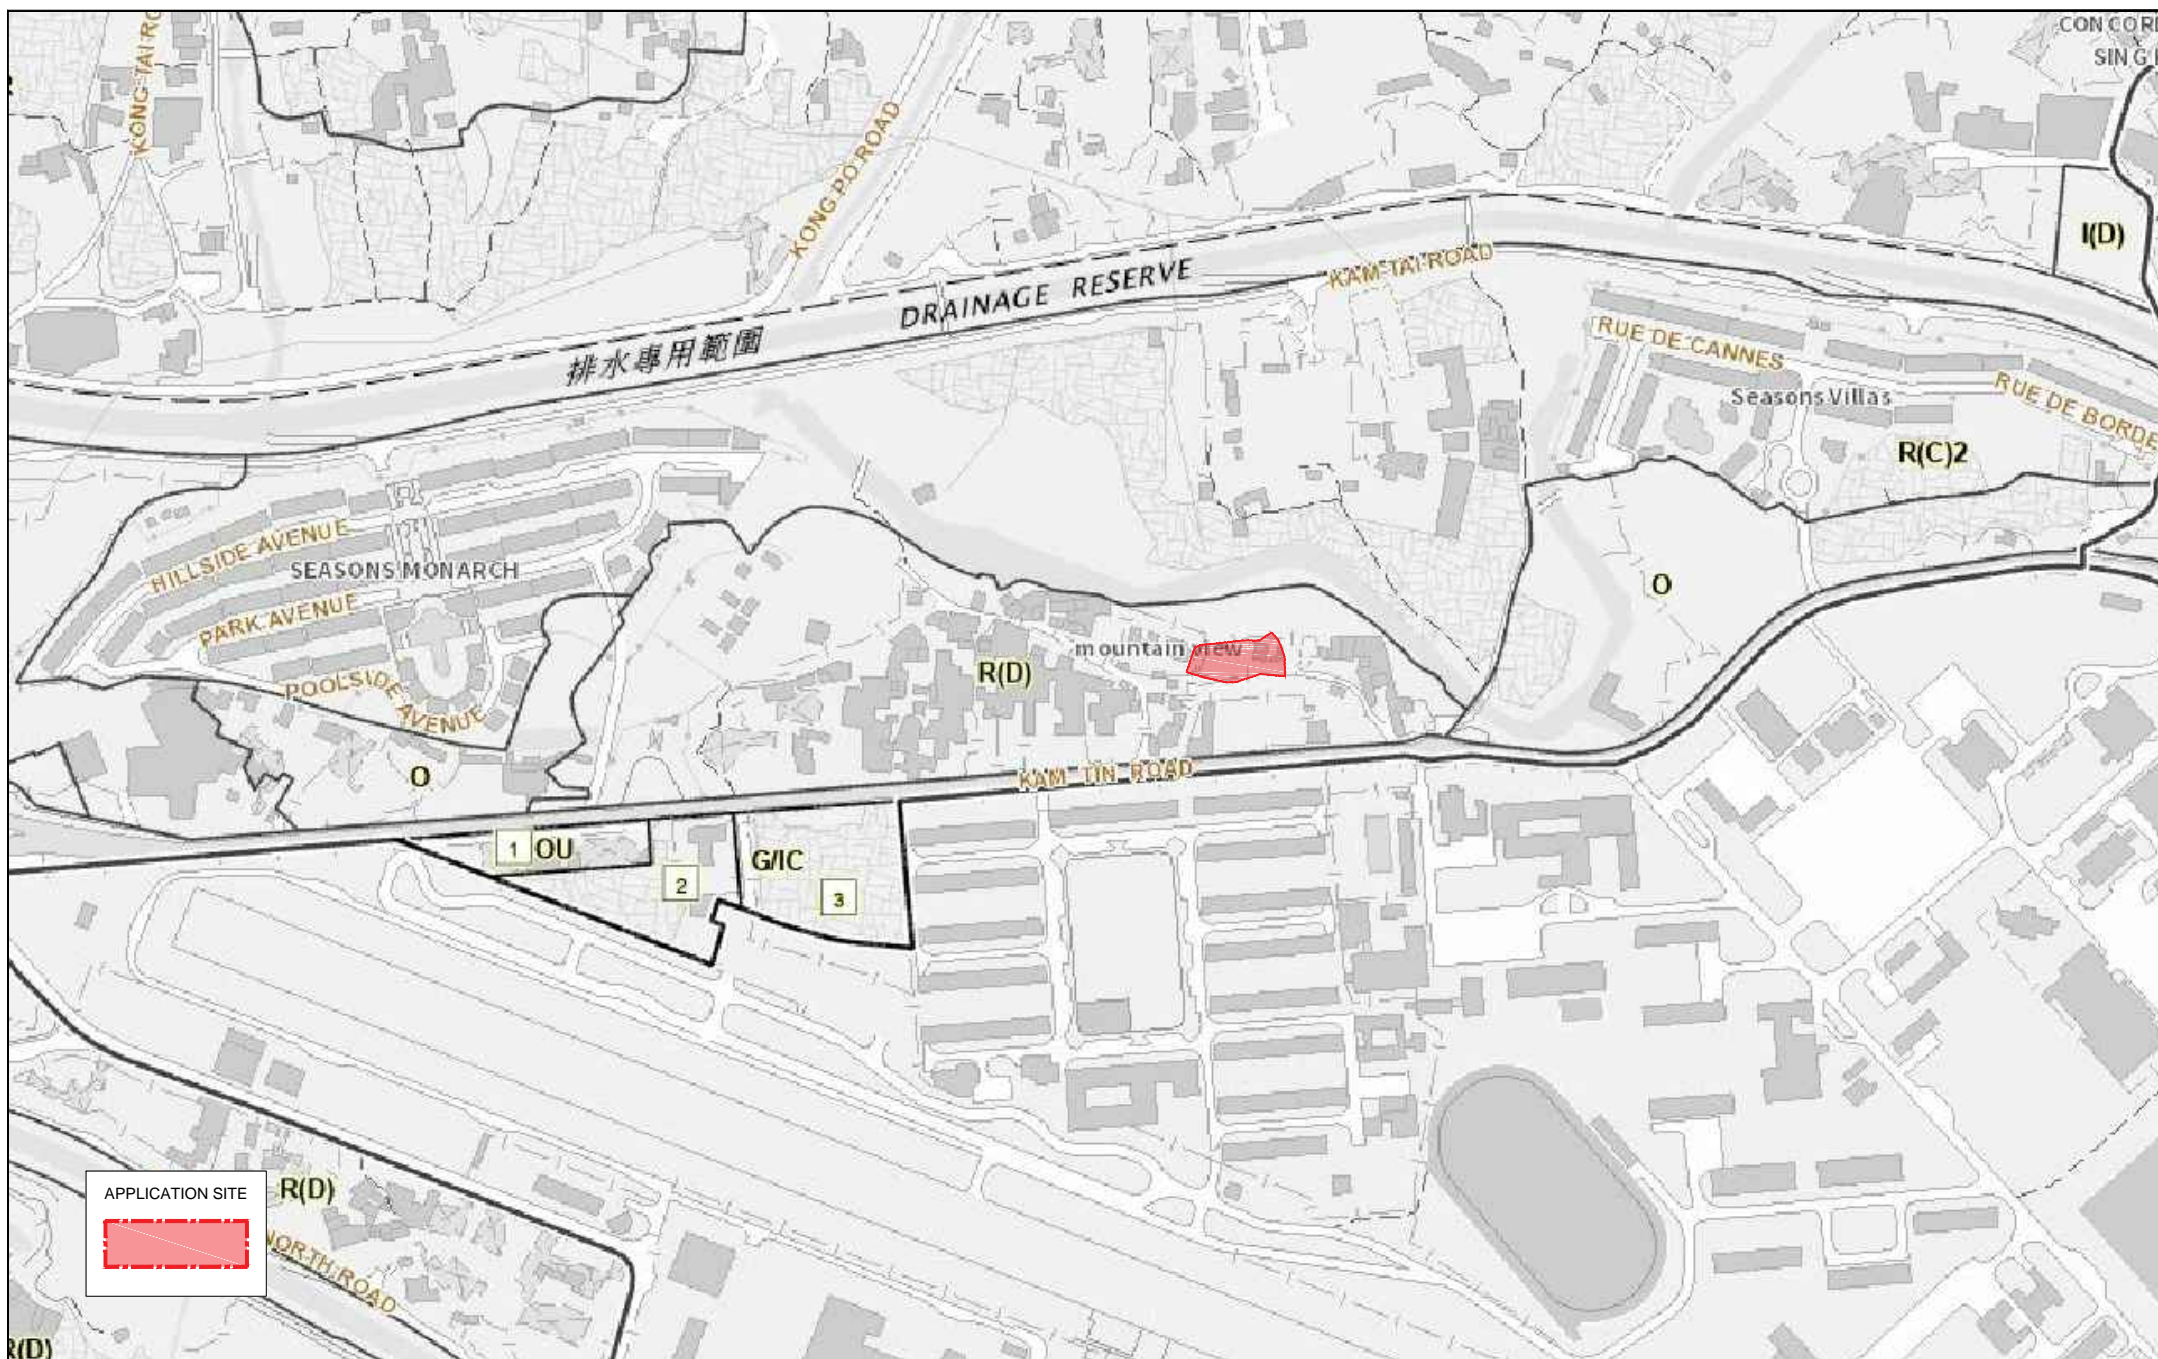 KONG TAI RO
KONG PO ROAD
CONCORD
SING
I(D)
KAM TAI ROAD
DRAINAGE RESERVE
排水專用範圍
RUE DE CANNES
Seasons Villas
RUE DE BORDE
R(C)2
HILLSIDE AVENUE
SEASONS MONARCH
PARK AVENUE
POOLSIDE AVENUE
O
mountain view
R(D)
O
KAM TIN ROAD
1 OU
2
G/IC
3
APPLICATION SITE
R(D)
NORTH ROAD
R(D)